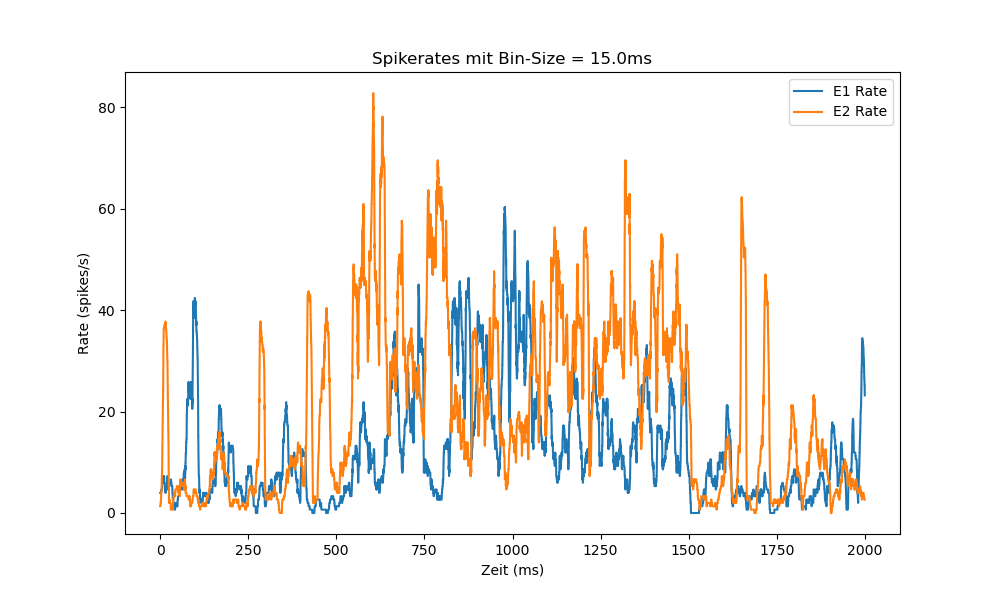 Spikerates mit Bin-Size = 15.0ms
E1 Rate
E2 Rate
80
60
40
20
0
Rate (spikes/s)
0 250 500 750 1000 1250 1500 1750 2000
Zeit (ms)